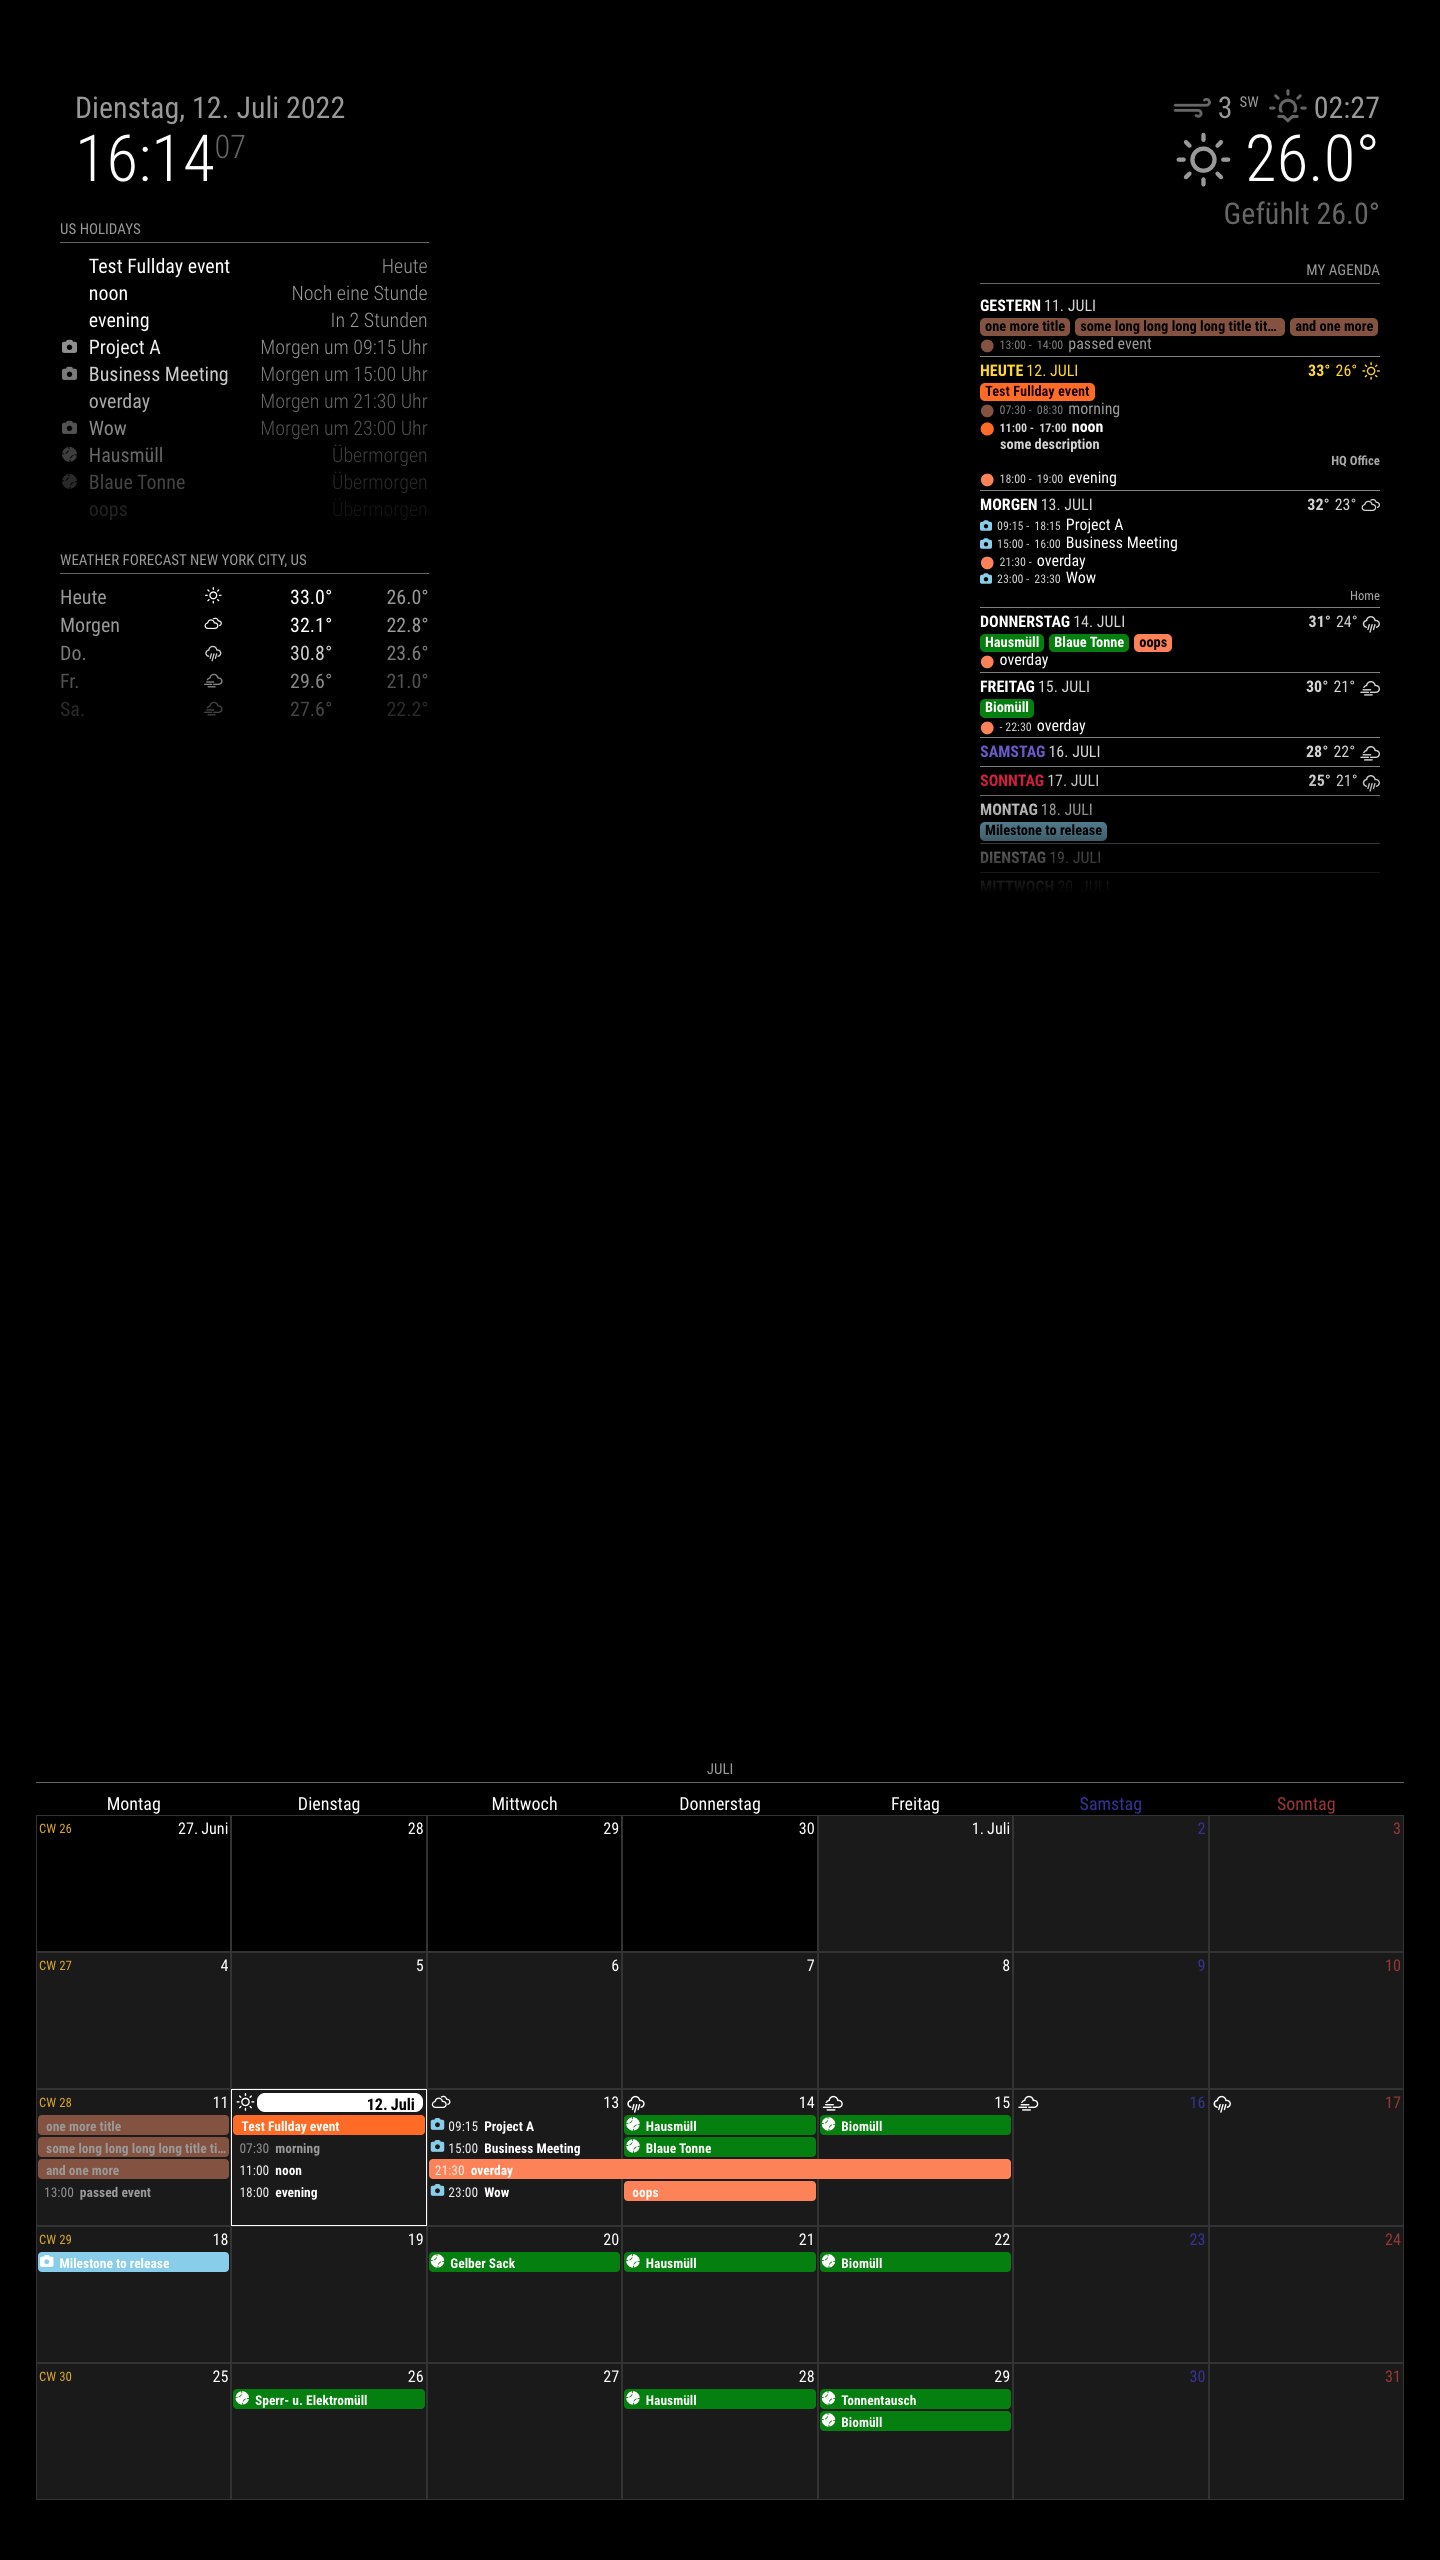 Dienstag, 12. Juli 2022
16:14 07
3 SW 02:27
26.0°
Gefühlt 26.0°
US HOLIDAYS
Test Fullday event Heute
noon Noch eine Stunde
evening In 2 Stunden
Project A Morgen um 09:15 Uhr
Business Meeting Morgen um 15:00 Uhr
overday Morgen um 21:30 Uhr
Wow Morgen um 23:00 Uhr
Hausmüll Übermorgen
Blaue Tonne Übermorgen
oops Übermorgen
WEATHER FORECAST NEW YORK CITY, US
Heute 33.0° 26.0°
Morgen 32.1° 22.8°
Do. 30.8° 23.6°
Fr. 29.6° 21.0°
Sa. 27.6° 22.2°
MY AGENDA
GESTERN 11. JULI
one more title some long long long long title tit… and one more
13:00 - 14:00 passed event
HEUTE 12. JULI 33° 26°
Test Fullday event
07:30 - 08:30 morning
11:00 - 17:00 noon
some description
HQ Office
18:00 - 19:00 evening
MORGEN 13. JULI 32° 23°
09:15 - 18:15 Project A
15:00 - 16:00 Business Meeting
21:30 - overday
23:00 - 23:30 Wow
Home
DONNERSTAG 14. JULI 31° 24°
Hausmüll Blaue Tonne oops
overday
FREITAG 15. JULI 30° 21°
Biomüll
- 22:30 overday
SAMSTAG 16. JULI 28° 22°
SONNTAG 17. JULI 25° 21°
MONTAG 18. JULI
Milestone to release
DIENSTAG 19. JULI
MITTWOCH 20. JULI
JULI
Montag Dienstag Mittwoch Donnerstag Freitag Samstag Sonntag
CW 26 27. Juni 28 29 30 1. Juli 2 3
CW 27 4 5 6 7 8 9 10
CW 28 11 12. Juli 13 14 15 16 17
one more title Test Fullday event 09:15 Project A Hausmüll Biomüll
some long long long long title ti… 07:30 morning 15:00 Business Meeting Blaue Tonne
and one more 11:00 noon 21:30 overday
13:00 passed event 18:00 evening 23:00 Wow oops
CW 29 18 19 20 21 22 23 24
Milestone to release Gelber Sack Hausmüll Biomüll
CW 30 25 26 27 28 29 30 31
Sperr- u. Elektromüll Hausmüll Tonnentausch
Biomüll